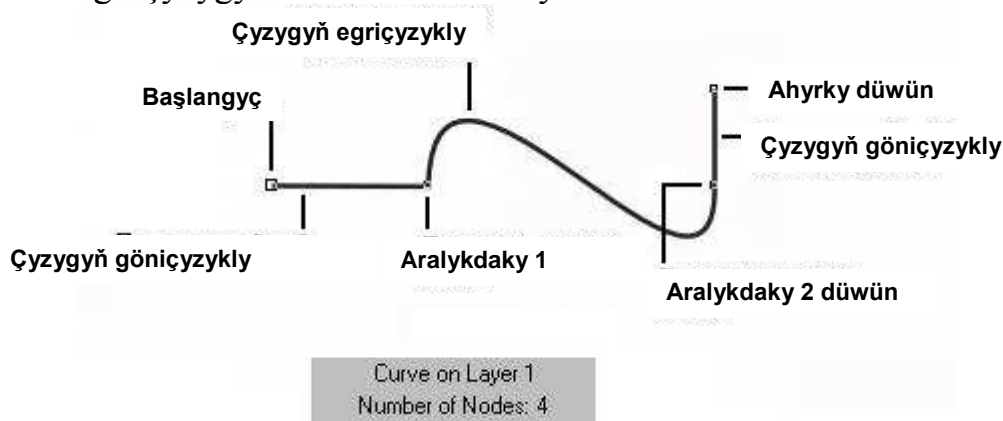 Çyzygyň egriçyzykly
Başlangyç
Ahyrky düwün
Çyzygyň göniçyzykly
Çyzygyň göniçyzykly
Aralykdaky 1
Aralykdaky 2 düwün
Curve on Layer 1
Number of Nodes: 4